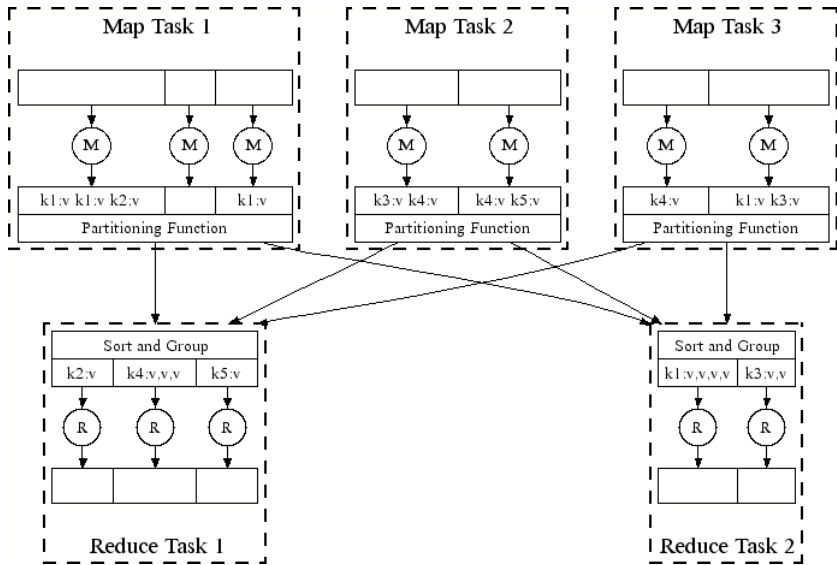 Map Task 1
Map Task 2
Map Task 3
M
M
M
M
M
M
M
k1:v k1:v k2:v
k1:v
k3:v k4:v
k4:v k5:v
k4:v
k1:v k3:v
Partitioning Function
Partitioning Function
Partitioning Function
Sort and Group
Sort and Group
k2:v
k4:v,v,v
k5:v
k1:v,v,v,v
k3:v,v
R
R
R
R
R
Reduce Task 1
Reduce Task 2